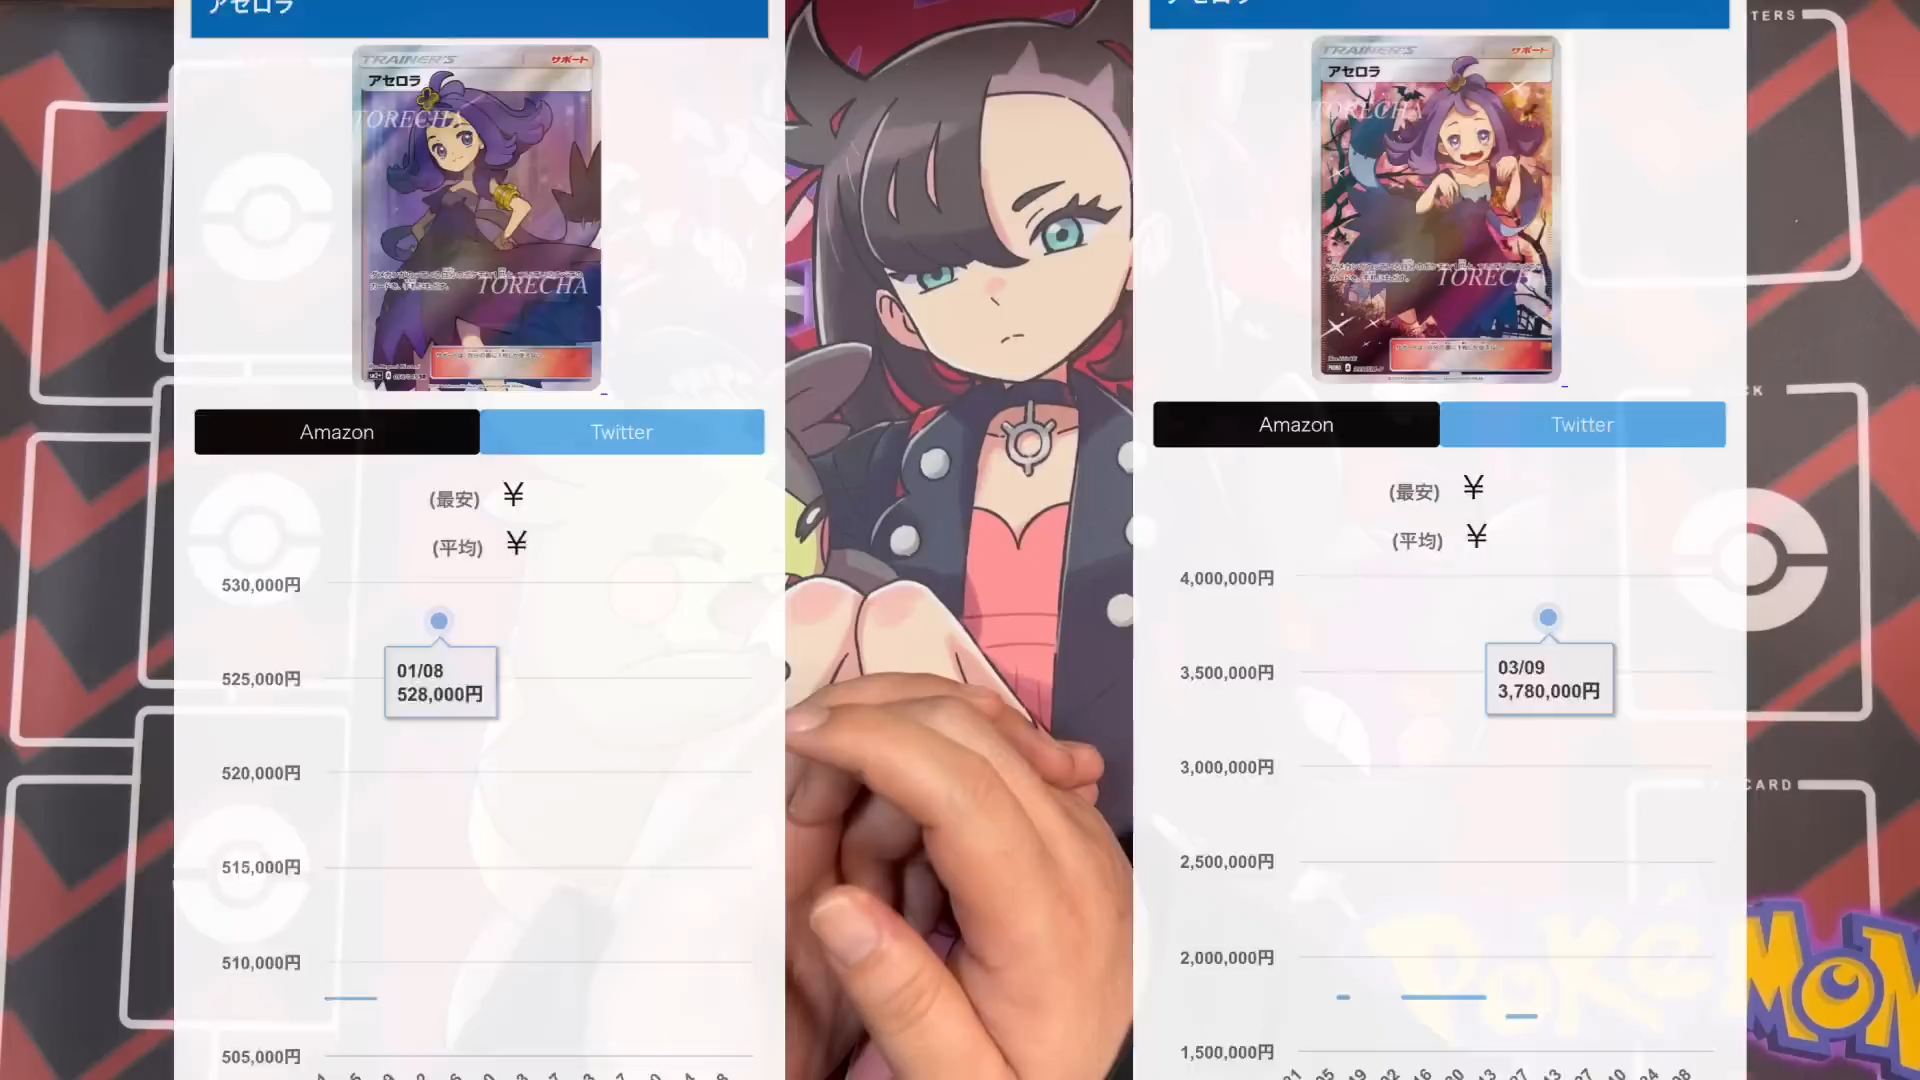 アセロラ
TRAINER'S サポート
アセロラ
TORECHA
TORECHA
Amazon
Twitter
(最安) ¥
(平均) ¥
530,000円
525,000円
520,000円
515,000円
510,000円
505,000円
01/08
528,000円
アセロラ
TRAINER'S サポート
アセロラ
TORECHA
TORECHA
Amazon
Twitter
(最安) ¥
(平均) ¥
4,000,000円
3,500,000円
3,000,000円
2,500,000円
2,000,000円
1,500,000円
03/09
3,780,000円
TERS
CK
CARD
POKÉMON